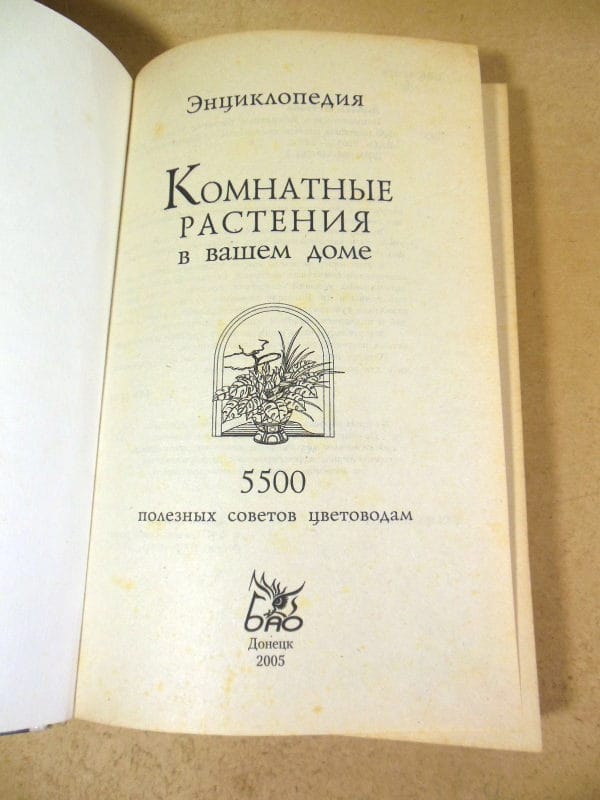 Энциклопедия
Комнатные
растения
в вашем доме
5500
полезных советов цветоводам
БАО
Донецк
2005